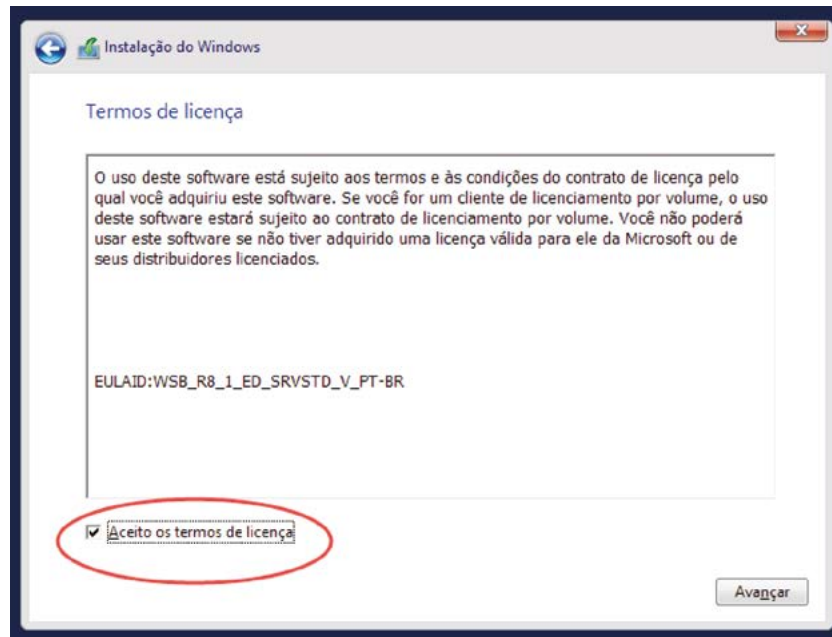 Instalação do Windows
Termos de licença
O uso deste software está sujeito aos termos e às condições do contrato de licença pelo
qual você adquiriu este software. Se você for um cliente de licenciamento por volume, o uso
deste software estará sujeito ao contrato de licenciamento por volume. Você não poderá
usar este software se não tiver adquirido uma licença válida para ele da Microsoft ou de
seus distribuidores licenciados.
EULAID:WSB_R8_1_ED_SRVSTD_V_PT-BR
Aceito os termos de licença
Avançar